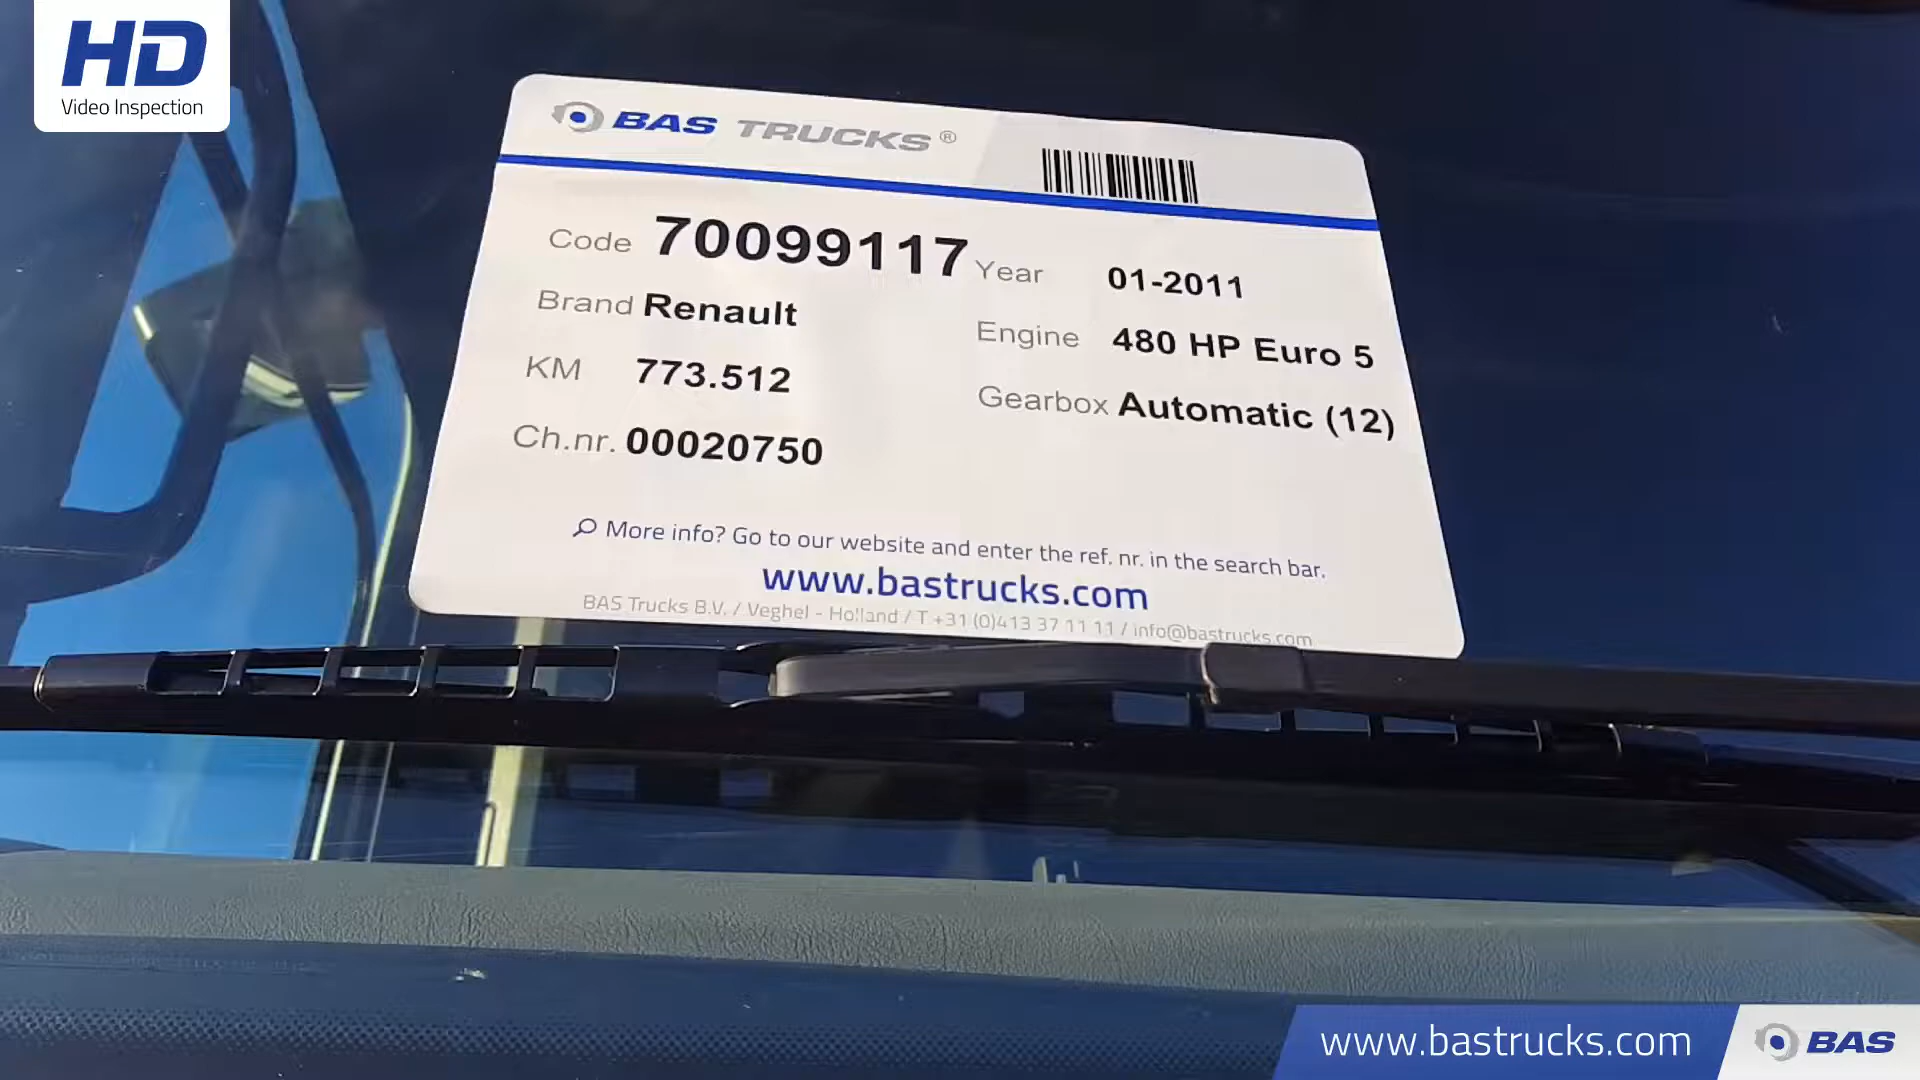 HD
Video Inspection
BAS TRUCKS®
Code 70099117
Year 01-2011
Brand Renault
Engine 480 HP Euro 5
KM 773.512
Gearbox Automatic (12)
Ch.nr. 00020750
More info? Go to our website and enter the ref. nr. in the search bar.
www.bastrucks.com
BAS Trucks B.V. / Veghel - Holland / T +31 (0)413 37 11 11 / info@bastrucks.com
www.bastrucks.com
BAS